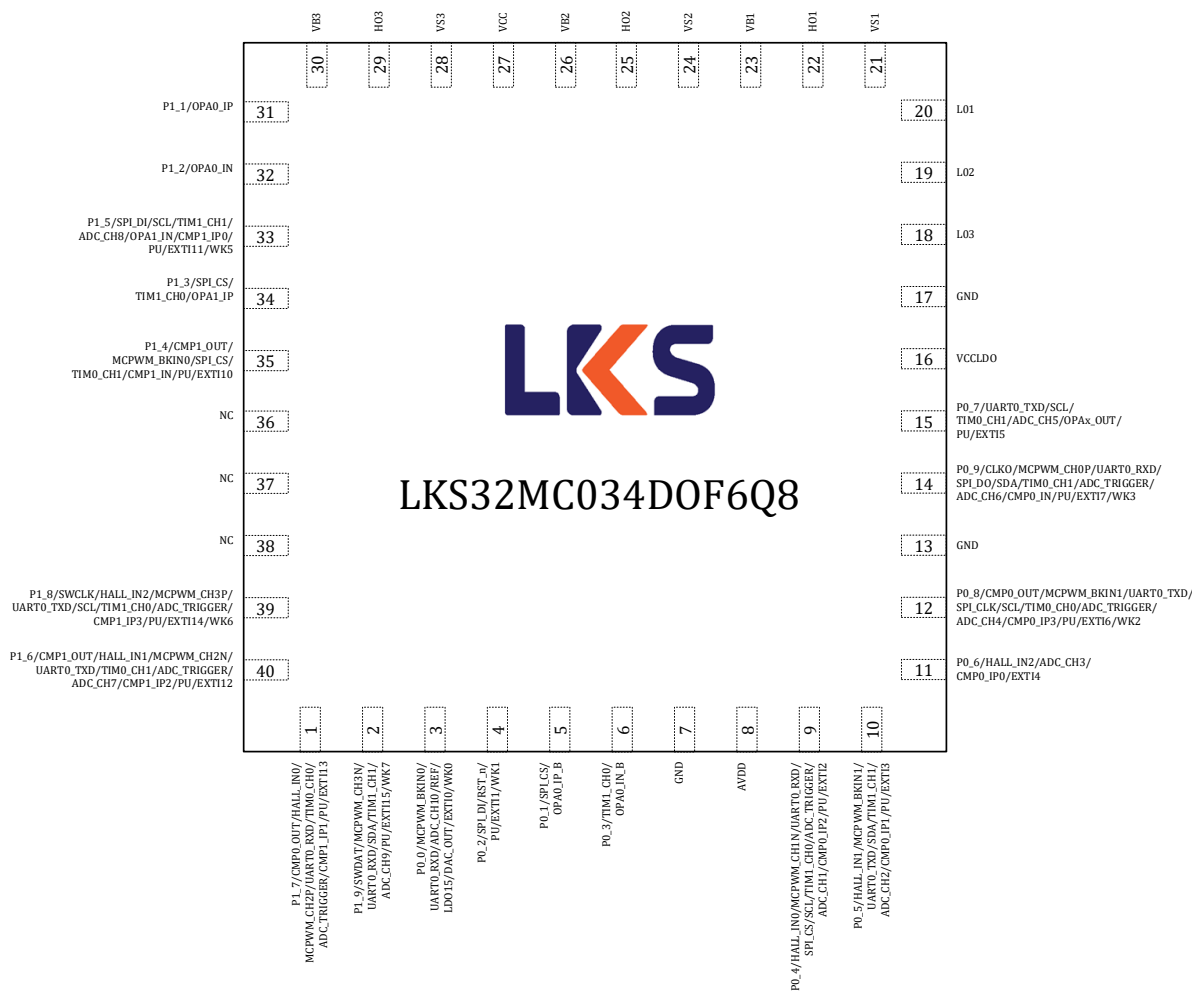 VB3
HO3
VS3
VCC
VB2
HO2
VS2
VB1
HO1
VS1
30
29
28
27
26
25
24
23
22
21
P1_1/OPA0_IP
31
P1_2/OPA0_IN
32
P1_5/SPI_DI/SCL/TIM1_CH1/
ADC_CH8/OPA1_IN/CMP1_IP0/
PU/EXTI11/WK5
33
P1_3/SPI_CS/
TIM1_CH0/OPA1_IP
34
P1_4/CMP1_OUT/
MCPWM_BKIN0/SPI_CS/
TIM0_CH1/CMP1_IN/PU/EXTI10
35
NC
36
NC
37
NC
38
P1_8/SWCLK/HALL_IN2/MCPWM_CH3P/
UART0_TXD/SCL/TIM1_CH0/ADC_TRIGGER/
CMP1_IP3/PU/EXTI14/WK6
39
P1_6/CMP1_OUT/HALL_IN1/MCPWM_CH2N/
UART0_TXD/TIM0_CH1/ADC_TRIGGER/
ADC_CH7/CMP1_IP2/PU/EXTI12
40
LKS
LKS32MC034DOF6Q8
20
L01
19
L02
18
L03
17
GND
16
VCCLDO
15
P0_7/UART0_TXD/SCL/
TIM0_CH1/ADC_CH5/OPAx_OUT/
PU/EXTI5
14
P0_9/CLKO/MCPWM_CH0P/UART0_RXD/
SPI_DO/SDA/TIM0_CH1/ADC_TRIGGER/
ADC_CH6/CMP0_IN/PU/EXTI7/WK3
13
GND
12
P0_8/CMP0_OUT/MCPWM_BKIN1/UART0_TXD/
SPI_CLK/SCL/TIM0_CH0/ADC_TRIGGER/
ADC_CH4/CMP0_IP3/PU/EXTI6/WK2
11
P0_6/HALL_IN2/ADC_CH3/
CMP0_IP0/EXTI4
1
2
3
4
5
6
7
8
9
10
P1_7/CMP0_OUT/HALL_IN0/
MCPWM_CH2P/UART0_RXD/TIM0_CH0/
ADC_TRIGGER/CMP1_IP1/PU/EXTI13
P1_9/SWDAT/MCPWM_CH3N/
UART0_RXD/SDA/TIM1_CH1/
ADC_CH9/PU/EXTI15/WK7
P0_0/MCPWM_BKIN0/
UART0_RXD/ADC_CH10/REF/
LDO15/DAC_OUT/EXTI0/WK0
P0_2/SPI_DI/RST_n/
PU/EXTI1/WK1
P0_1/SPI_CS/
OPA0_IP_B
P0_3/TIM1_CH0/
OPA0_IN_B
GND
AVDD
P0_4/HALL_IN0/MCPWM_CH1N/UART0_RXD/
SPI_CS/SCL/TIM1_CH0/ADC_TRIGGER/
ADC_CH1/CMP0_IP2/PU/EXTI2
P0_5/HALL_IN1/MCPWM_BKIN1/
UART0_TXD/SDA/TIM1_CH1/
ADC_CH2/CMP0_IP1/PU/EXTI3